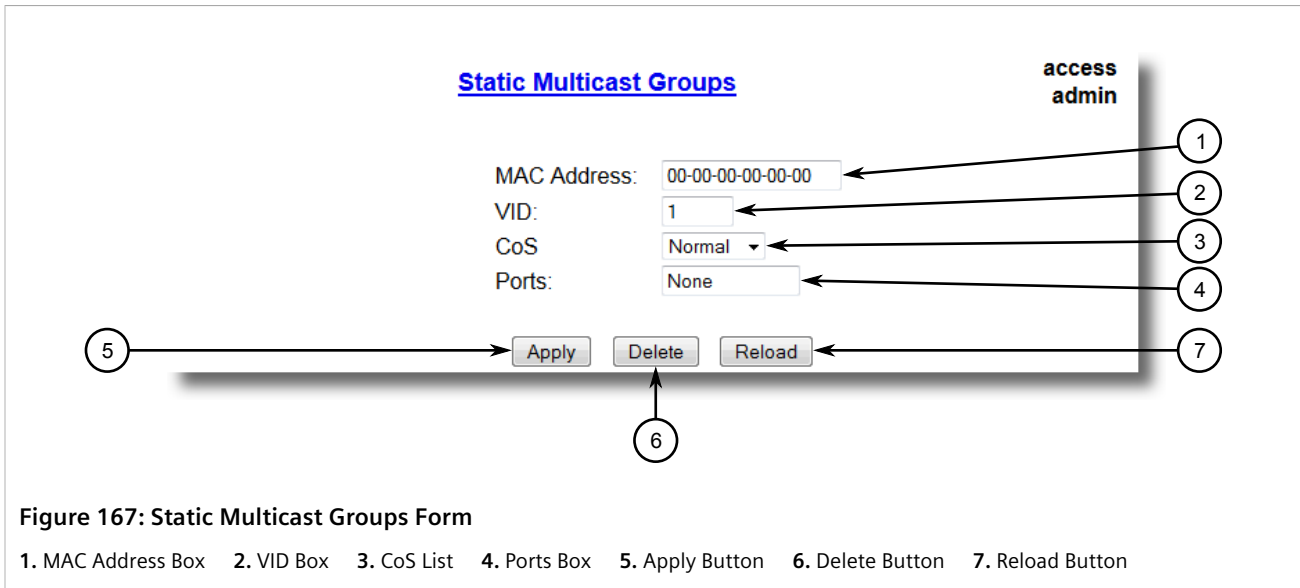 Static Multicast Groups
access
admin
1
MAC Address: 00-00-00-00-00-00
2
VID: 1
CoS Normal
3
Ports: None
4
5
Apply Delete Reload
7
6
Figure 167: Static Multicast Groups Form
1. MAC Address Box 2. VID Box 3. CoS List 4. Ports Box 5. Apply Button 6. Delete Button 7. Reload Button